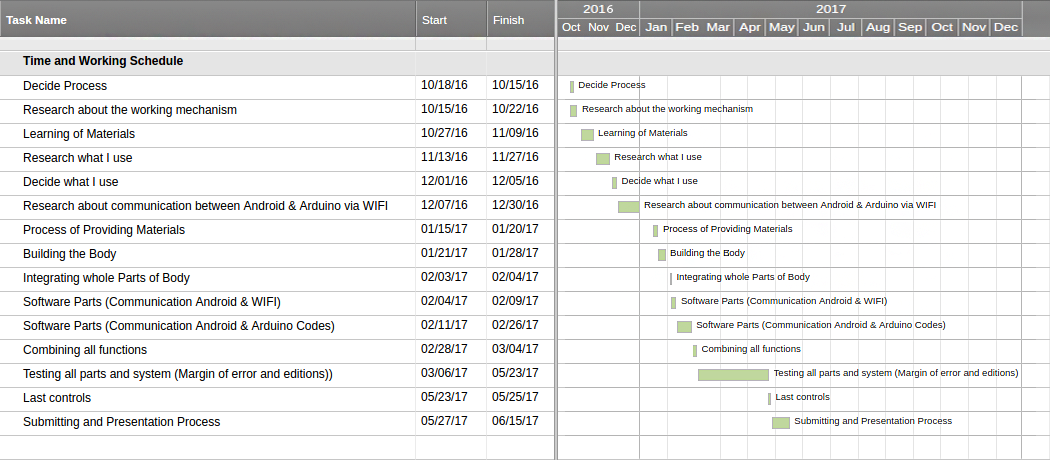 Task Name Start Finish 2016 2017
Oct Nov Dec Jan Feb Mar Apr May Jun Jul Aug Sep Oct Nov Dec
Time and Working Schedule
Decide Process 10/18/16 10/15/16 Decide Process
Research about the working mechanism 10/15/16 10/22/16 Research about the working mechanism
Learning of Materials 10/27/16 11/09/16 Learning of Materials
Research what I use 11/13/16 11/27/16 Research what I use
Decide what I use 12/01/16 12/05/16 Decide what I use
Research about communication between Android & Arduino via WIFI 12/07/16 12/30/16 Research about communication between Android & Arduino via WIFI
Process of Providing Materials 01/15/17 01/20/17 Process of Providing Materials
Building the Body 01/21/17 01/28/17 Building the Body
Integrating whole Parts of Body 02/03/17 02/04/17 Integrating whole Parts of Body
Software Parts (Communication Android & WIFI) 02/04/17 02/09/17 Software Parts (Communication Android & WIFI)
Software Parts (Communication Android & Arduino Codes) 02/11/17 02/26/17 Software Parts (Communication Android & Arduino Codes)
Combining all functions 02/28/17 03/04/17 Combining all functions
Testing all parts and system (Margin of error and editions)) 03/06/17 05/23/17 Testing all parts and system (Margin of error and editions)
Last controls 05/23/17 05/25/17 Last controls
Submitting and Presentation Process 05/27/17 06/15/17 Submitting and Presentation Process